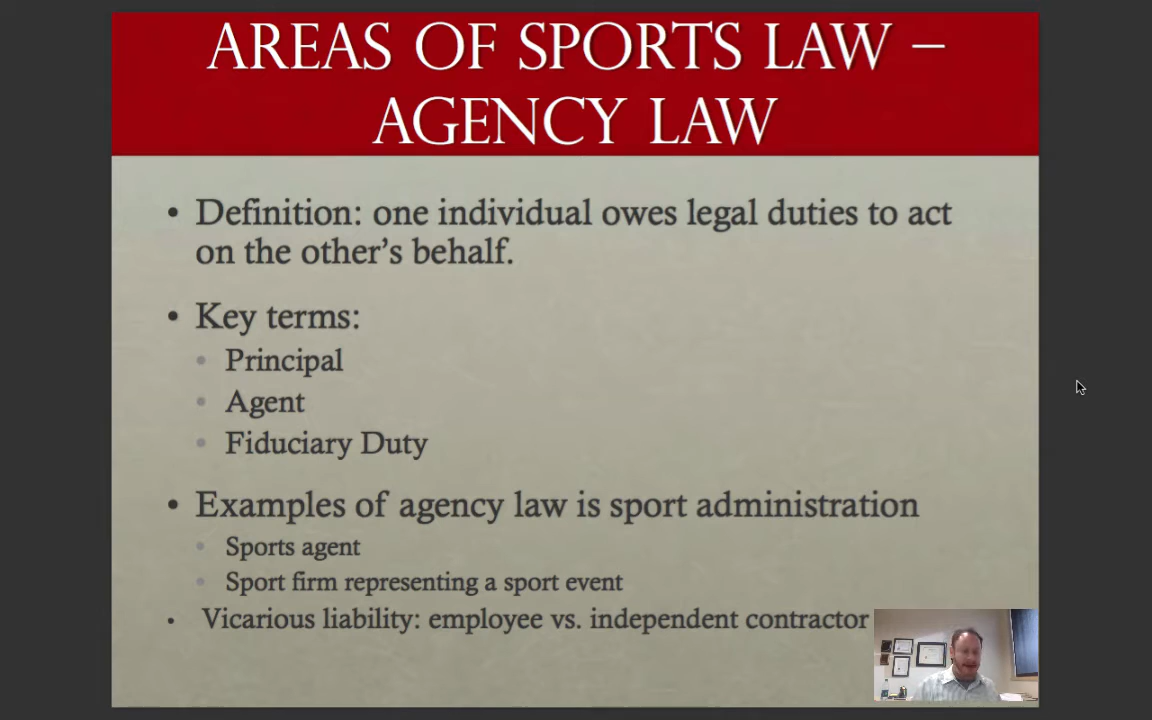 AREAS OF SPORTS LAW –
AGENCY LAW
• Definition: one individual owes legal duties to act
on the other's behalf.
• Key terms:
• Principal
• Agent
• Fiduciary Duty
• Examples of agency law is sport administration
• Sports agent
• Sport firm representing a sport event
• Vicarious liability: employee vs. independent contractor